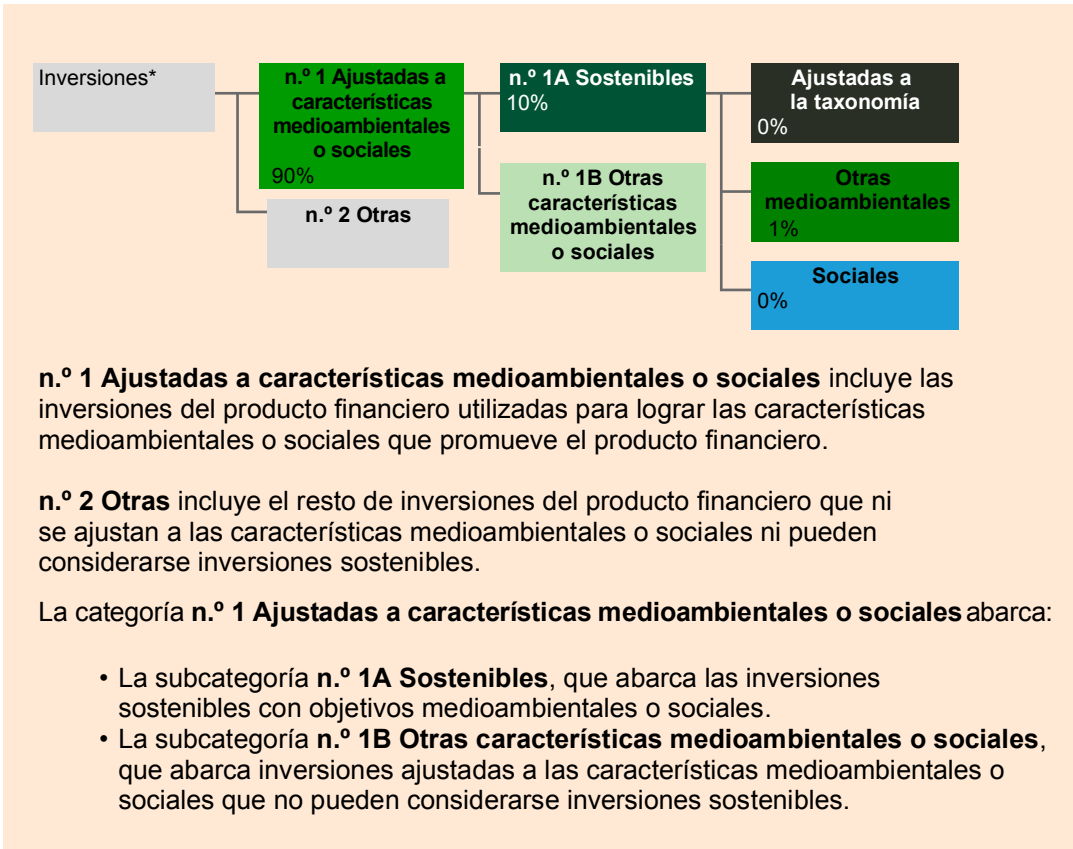 Inversiones*
n.º 1 Ajustadas a
características
medioambientales
o sociales
90%
n.º 2 Otras
n.º 1A Sostenibles
10%
n.º 1B Otras
características
medioambientales
o sociales
Ajustadas a
la taxonomía
0%
Otras
medioambientales
1%
Sociales
0%
n.º 1 Ajustadas a características medioambientales o sociales incluye las
inversiones del producto financiero utilizadas para lograr las características
medioambientales o sociales que promueve el producto financiero.
n.º 2 Otras incluye el resto de inversiones del producto financiero que ni
se ajustan a las características medioambientales o sociales ni pueden
considerarse inversiones sostenibles.
La categoría n.º 1 Ajustadas a características medioambientales o sociales abarca:
• La subcategoría n.º 1A Sostenibles, que abarca las inversiones
sostenibles con objetivos medioambientales o sociales.
• La subcategoría n.º 1B Otras características medioambientales o sociales,
que abarca inversiones ajustadas a las características medioambientales o
sociales que no pueden considerarse inversiones sostenibles.